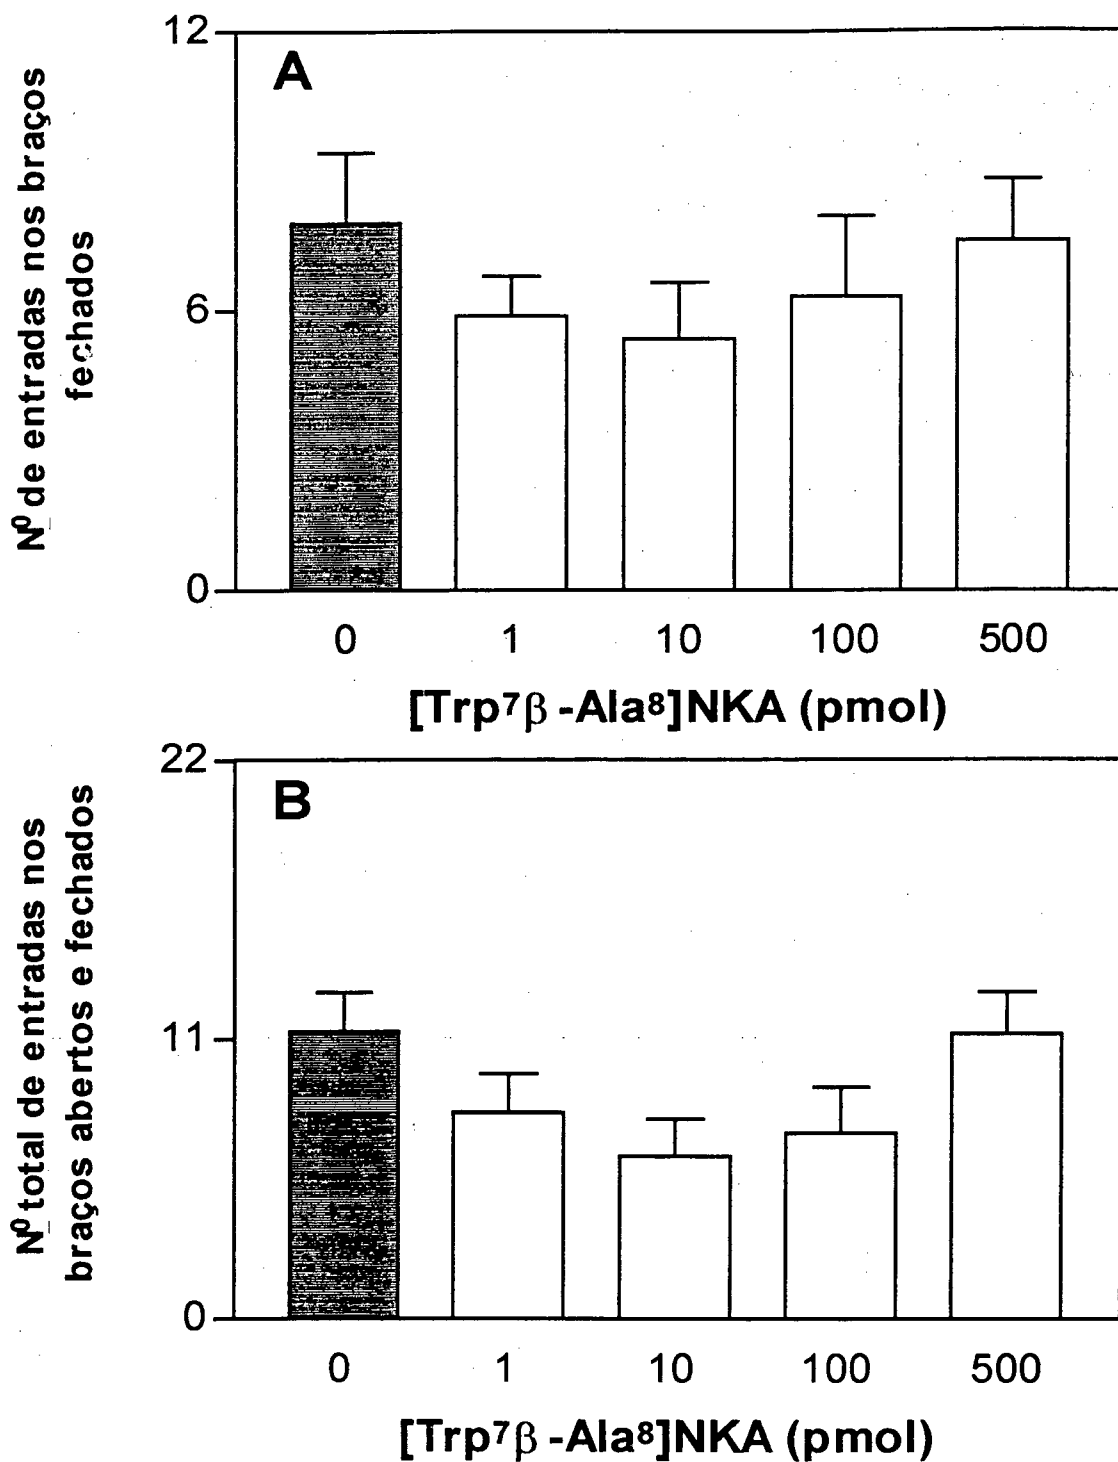 12
A
6
0
Nº de entradas nos braços
fechados
0 1 10 100 500
[Trp⁷β-Ala⁸]NKA (pmol)
22
B
11
0
Nº total de entradas nos
braços abertos e fechados
0 1 10 100 500
[Trp⁷β-Ala⁸]NKA (pmol)